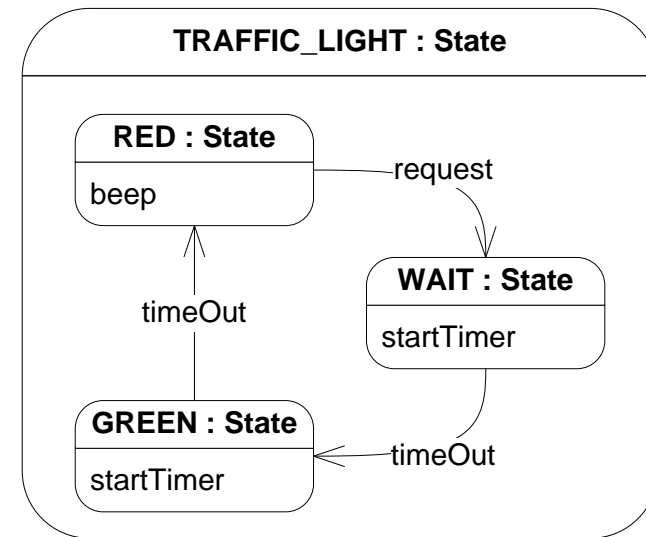 TRAFFIC_LIGHT : State
RED : State
beep
request
WAIT : State
startTimer
timeOut
GREEN : State
startTimer
timeOut